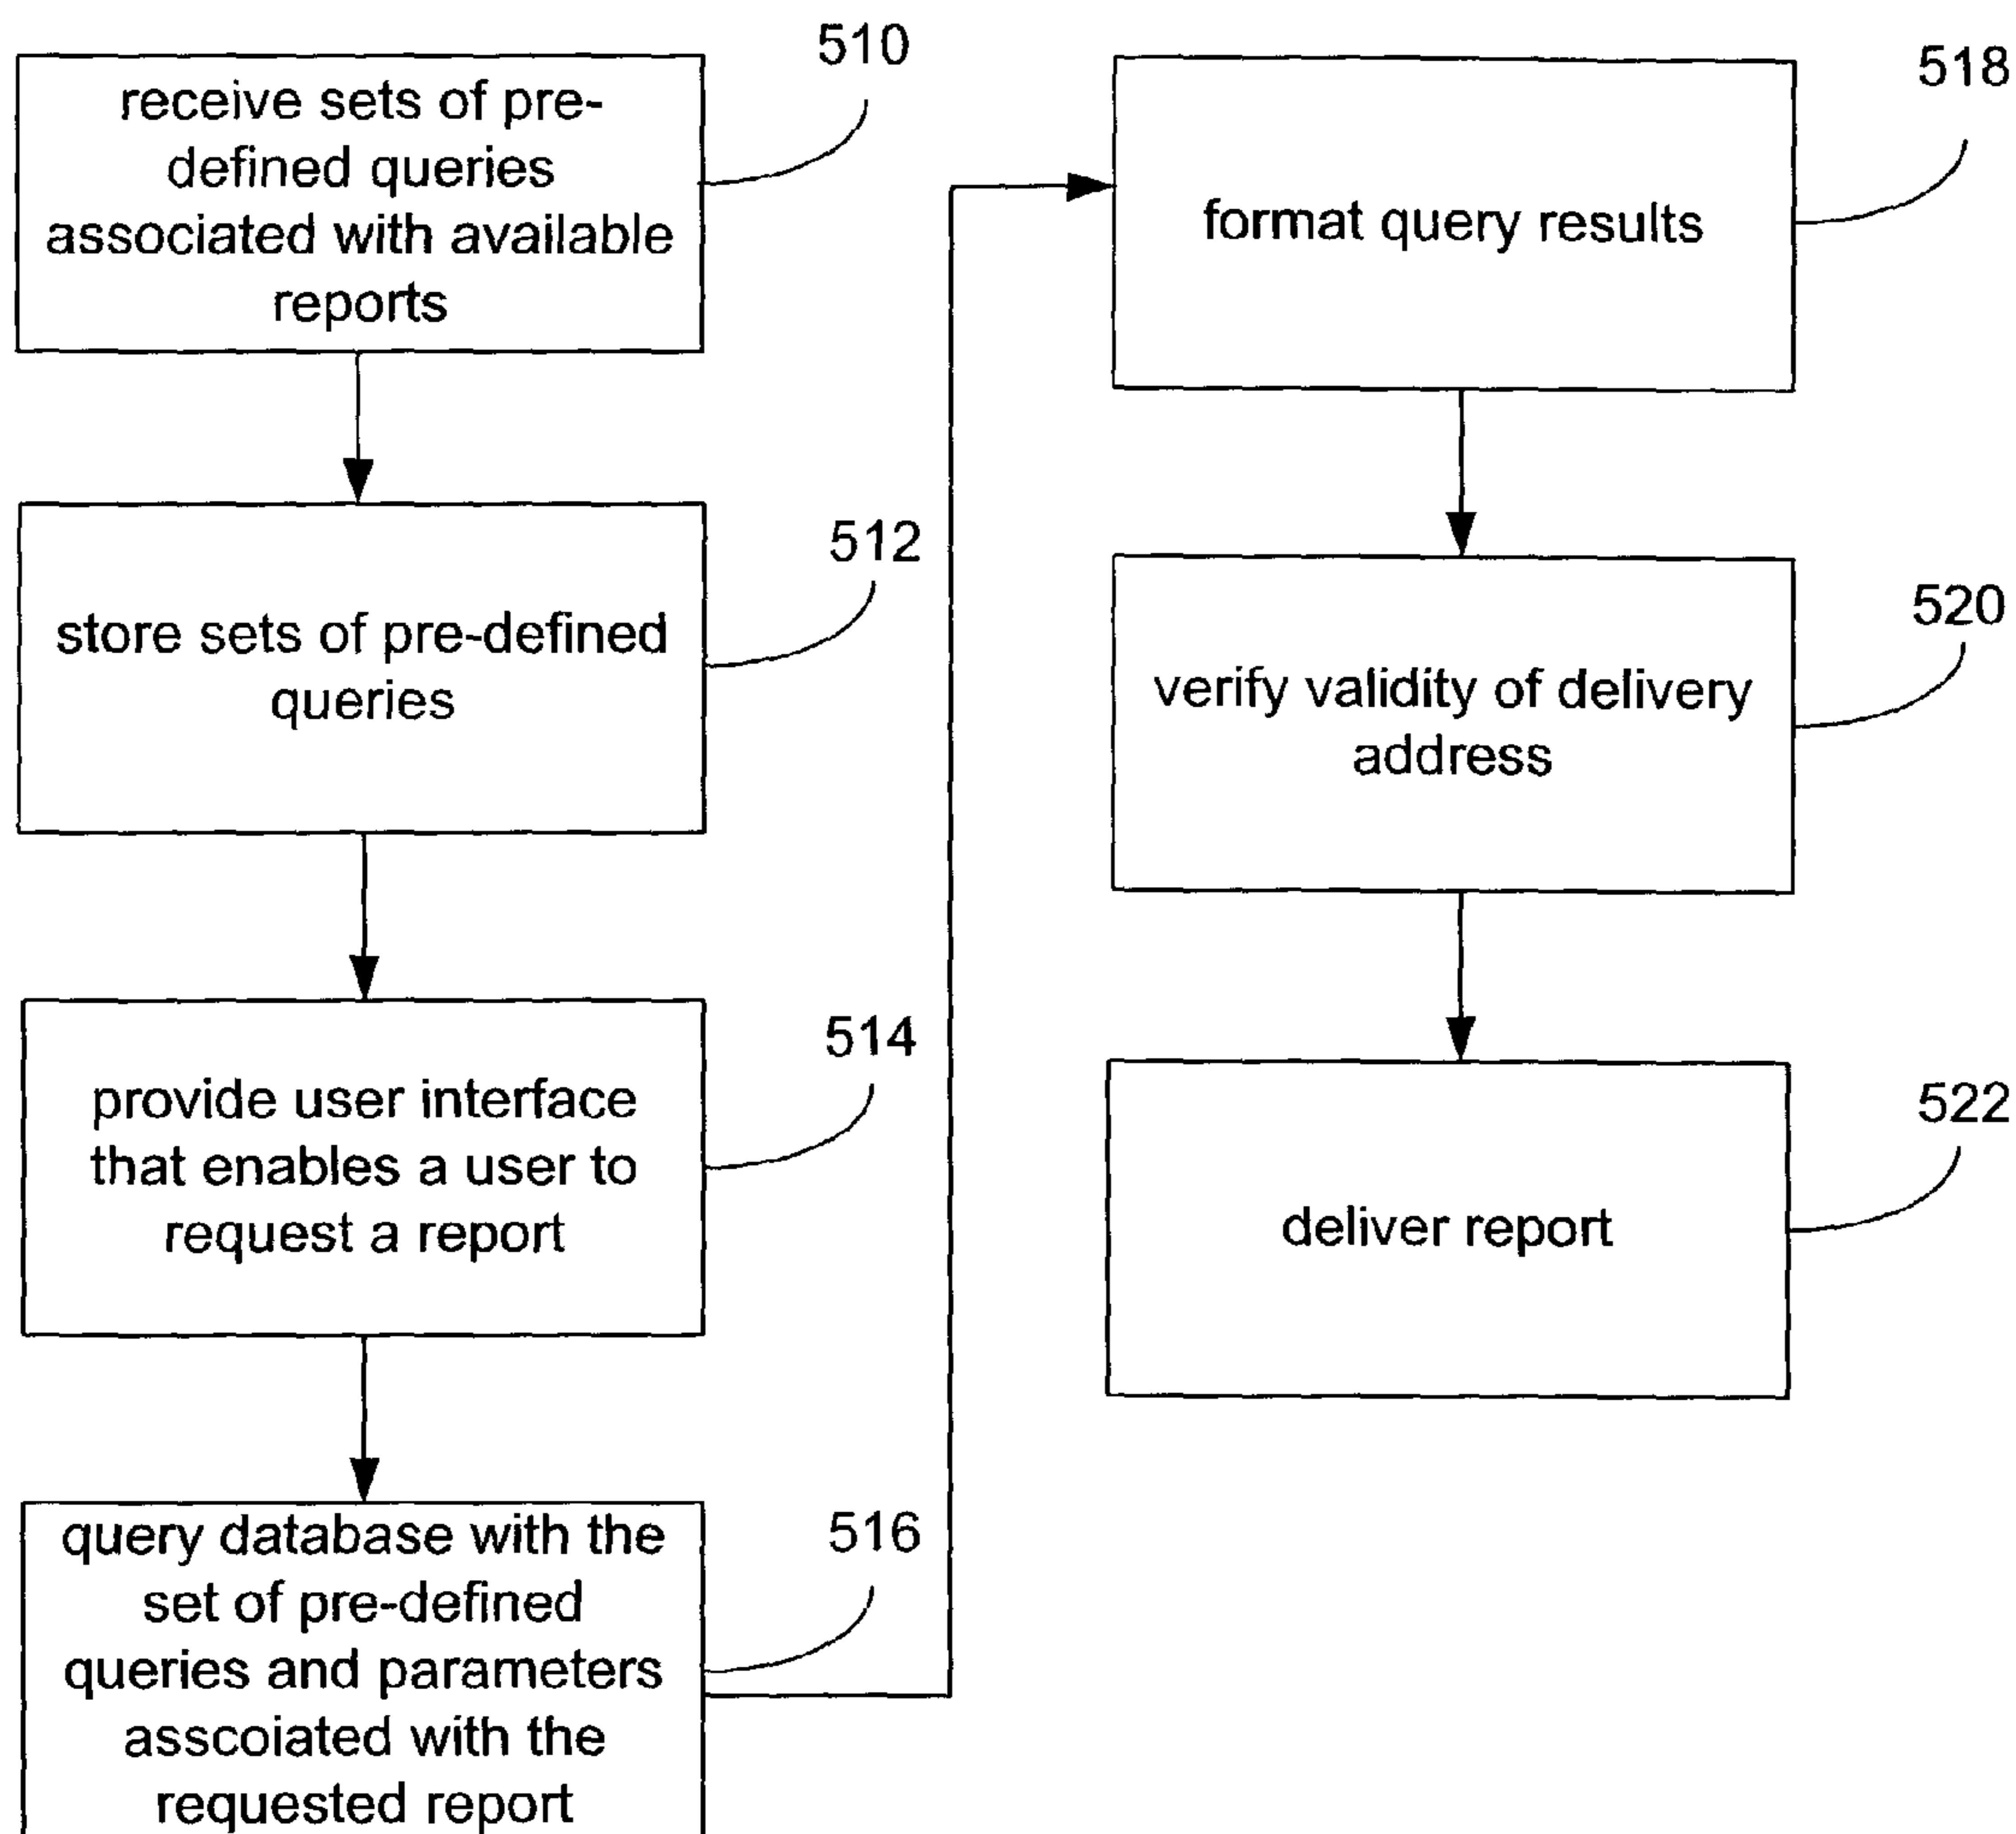 510
receive sets of pre-
defined queries
associated with available
reports
512
store sets of pre-defined
queries
514
provide user interface
that enables a user to
request a report
516
query database with the
set of pre-defined
queries and parameters
asscoiated with the
requested report
518
format query results
520
verify validity of delivery
address
522
deliver report